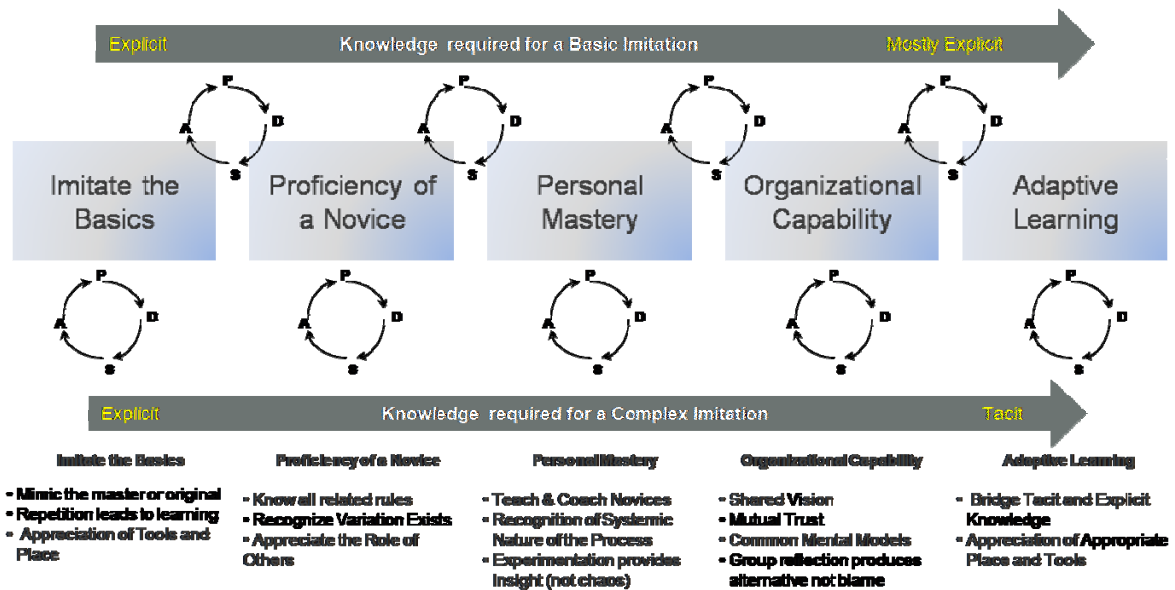 Explicit Knowledge required for a Basic Imitation Mostly Explicit
P P P P
A D A D A D A D
S S S S
Imitate the
Basics
Proficiency of
a Novice
Personal
Mastery
Organizational
Capability
Adaptive
Learning
P P P P P
A D A D A D A D A D
S S S S S
Explicit Knowledge required for a Complex Imitation Tacit
Imitate the Basics
• Mimic the master or original
• Repetition leads to learning
• Appreciation of Tools and
Place
Proficiency of a Novice
• Know all related rules
• Recognize Variation Exists
• Appreciate the Role of
Others
Personal Mastery
• Teach & Coach Novices
• Recognition of Systemic
Nature of the Process
• Experimentation provides
Insight (not chaos)
Organizational Capability
• Shared Vision
• Mutual Trust
• Common Mental Models
• Group reflection produces
alternative not blame
Adaptive Learning
• Bridge Tacit and Explicit
Knowledge
• Appreciation of Appropriate
Place and Tools